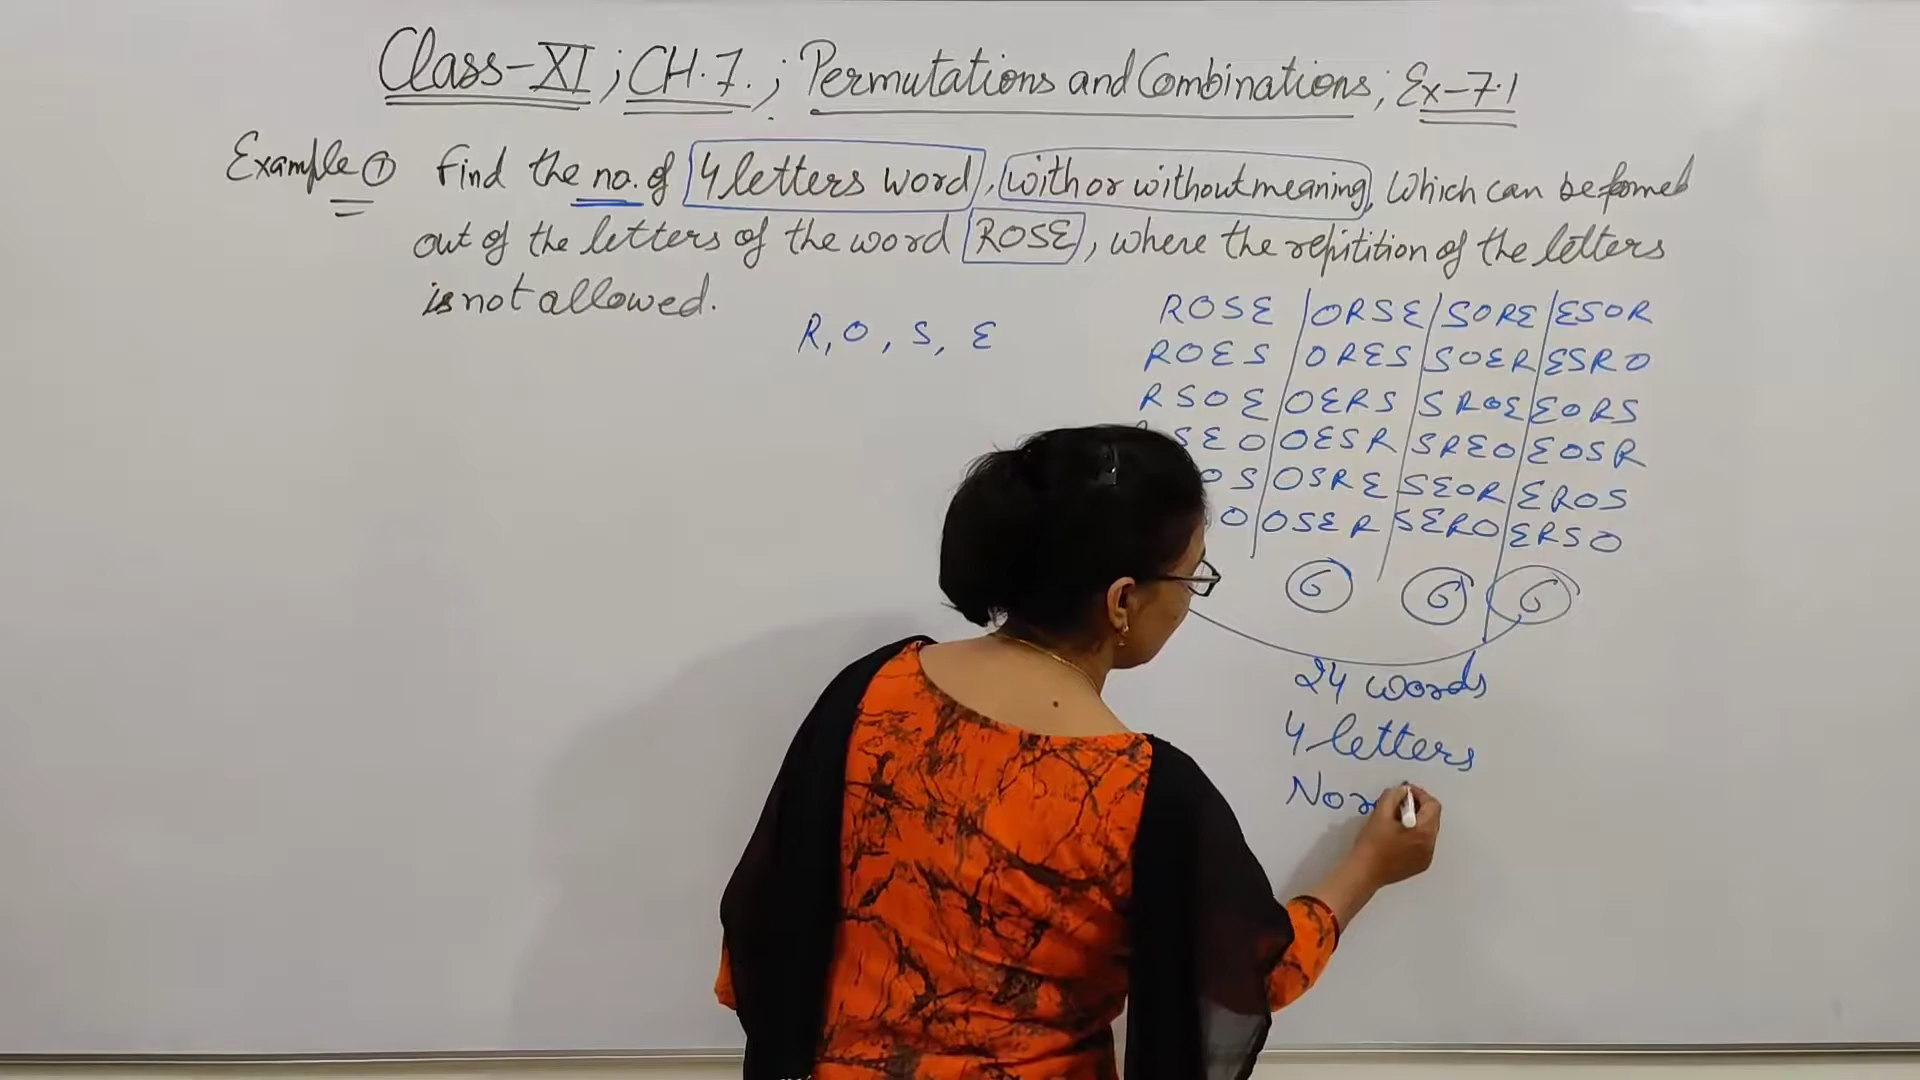 Class-XI ; CH.7. ; Permutations and Combinations ; Ex-7.1
Example ① Find the no. of 4 letters word, with or without meaning, which can be formed
out of the letters of the word ROSE, where the repitition of the letters
is not allowed.
R, O, S, E
ROSE ORSE SORE ESOR
ROES ORES SOER ESRO
RSOE OERS SROE EORS
SEO OESR SREO EOSR
OS OSRE SEOR EROS
O OSER SERO ERSO
6 6 6
24 words
4 letters
No